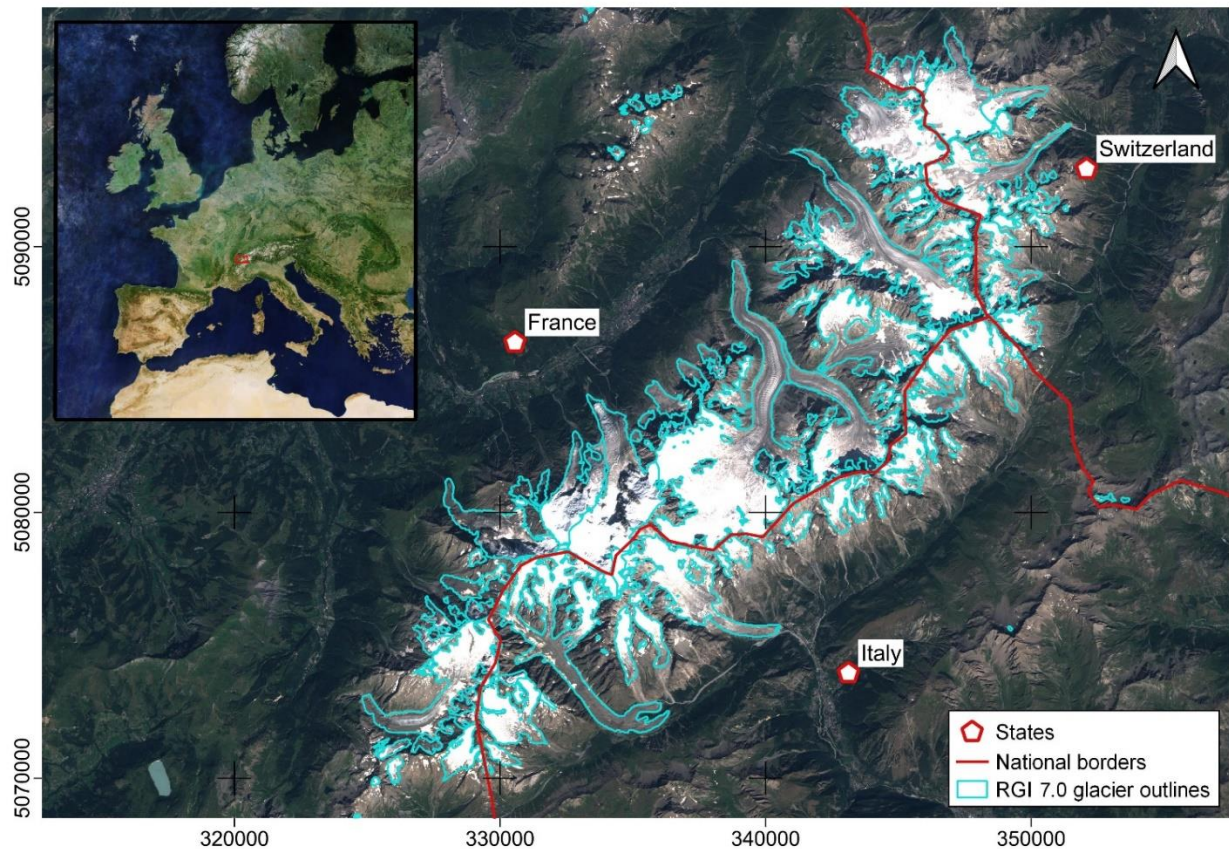 Switzerland
5090000
France
5080000
Italy
States
National borders
RGI 7.0 glacier outlines
5070000
320000 330000 340000 350000